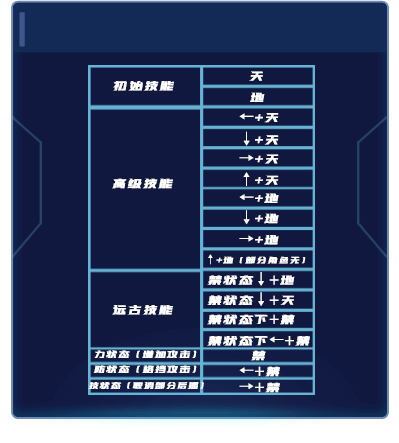 初始技能
天
地
高级技能
←+天
↓+天
→+天
↑+天
←+地
↓+地
→+地
↑+地（部分角色无）
远古技能
禁状态↓+地
禁状态↓+天
禁状态下+禁
禁状态下←+禁
力状态（增加攻击）
禁
防状态（格挡攻击）
←+禁
技状态（取消部分后摇）
→+禁